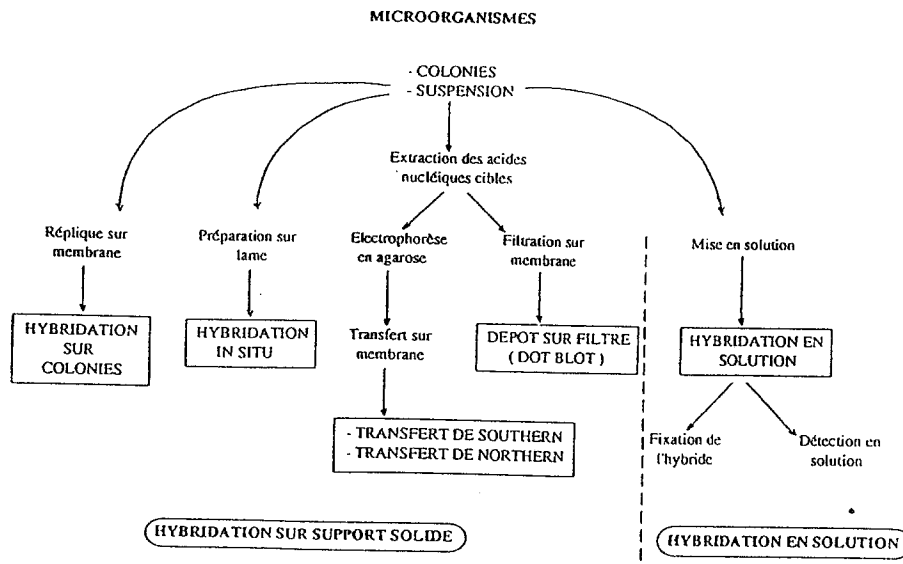 MICROORGANISMES
- COLONIES
- SUSPENSION
Extraction des acides
nucléiques cibles
Réplique sur
membrane
Préparation sur
lame
Electrophorèse
en agarose
Filtration sur
membrane
Mise en solution
HYBRIDATION
SUR
COLONIES
HYBRIDATION
IN SITU
Transfert sur
membrane
DEPOT SUR FILTRE
( DOT BLOT )
HYBRIDATION EN
SOLUTION
- TRANSFERT DE SOUTHERN
- TRANSFERT DE NORTHERN
Fixation de
l'hybride
Détection en
solution
HYBRIDATION SUR SUPPORT SOLIDE
HYBRIDATION EN SOLUTION